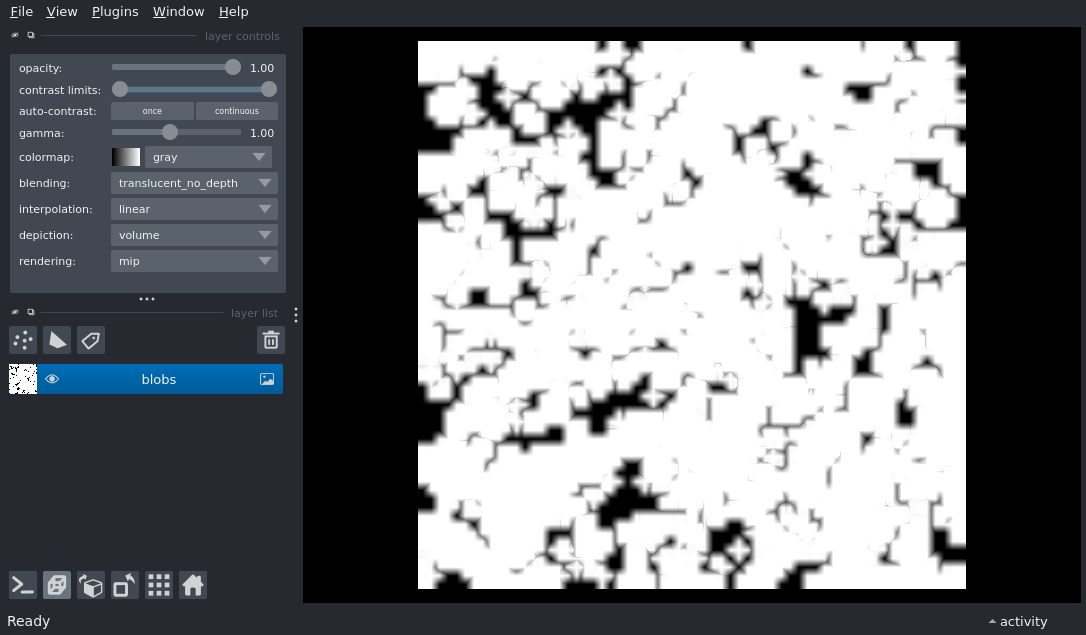 File View Plugins Window Help
layer controls
opacity: 1.00
contrast limits:
auto-contrast: once continuous
gamma: 1.00
colormap: gray
blending: translucent_no_depth
interpolation: linear
depiction: volume
rendering: mip
layer list
blobs
Ready activity